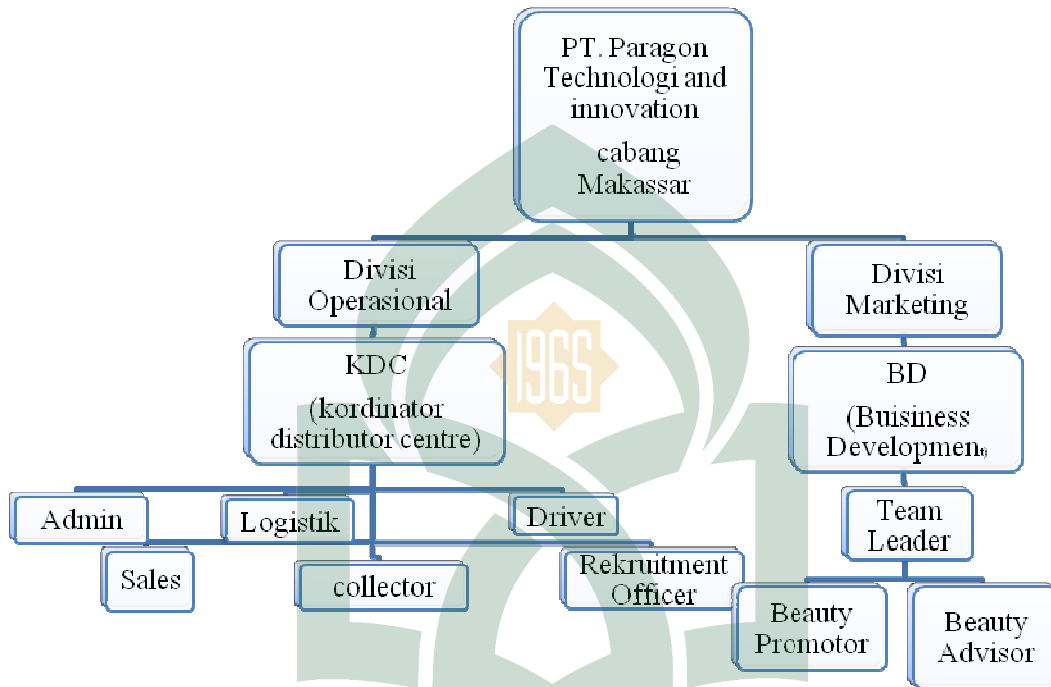 PT. Paragon
Technologi and
innovation
cabang
Makassar
Divisi
Operasional
Divisi
Marketing
KDC
(kordinator
distributor centre)
BD
(Buisiness
Developmen
1965
Admin
Logistik
Driver
Team
Leader
Sales
collector
Rekruitment
Officer
Beauty
Promotor
Beauty
Advisor